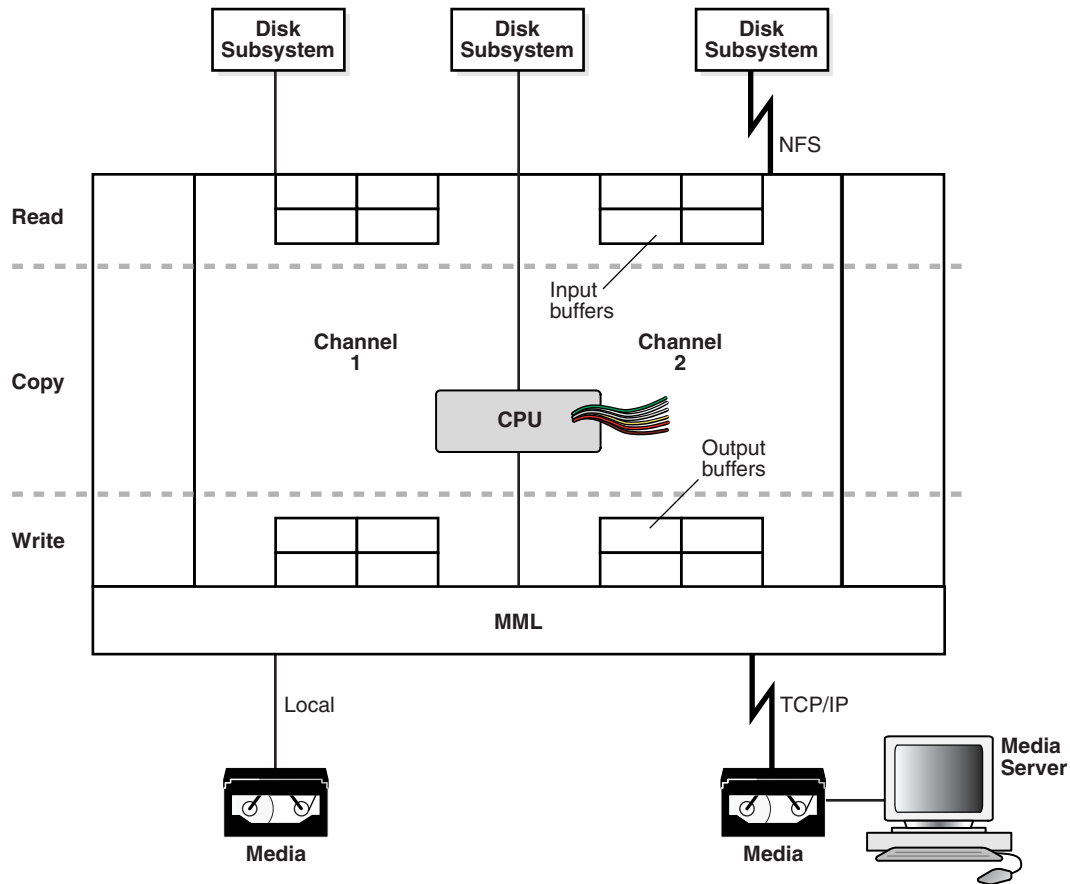 Disk
Subsystem
Disk
Subsystem
Disk
Subsystem
NFS
Read
Input
buffers
Channel
1
Channel
2
Copy
CPU
Output
buffers
Write
MML
Local
TCP/IP
Media
Server
Media
Media